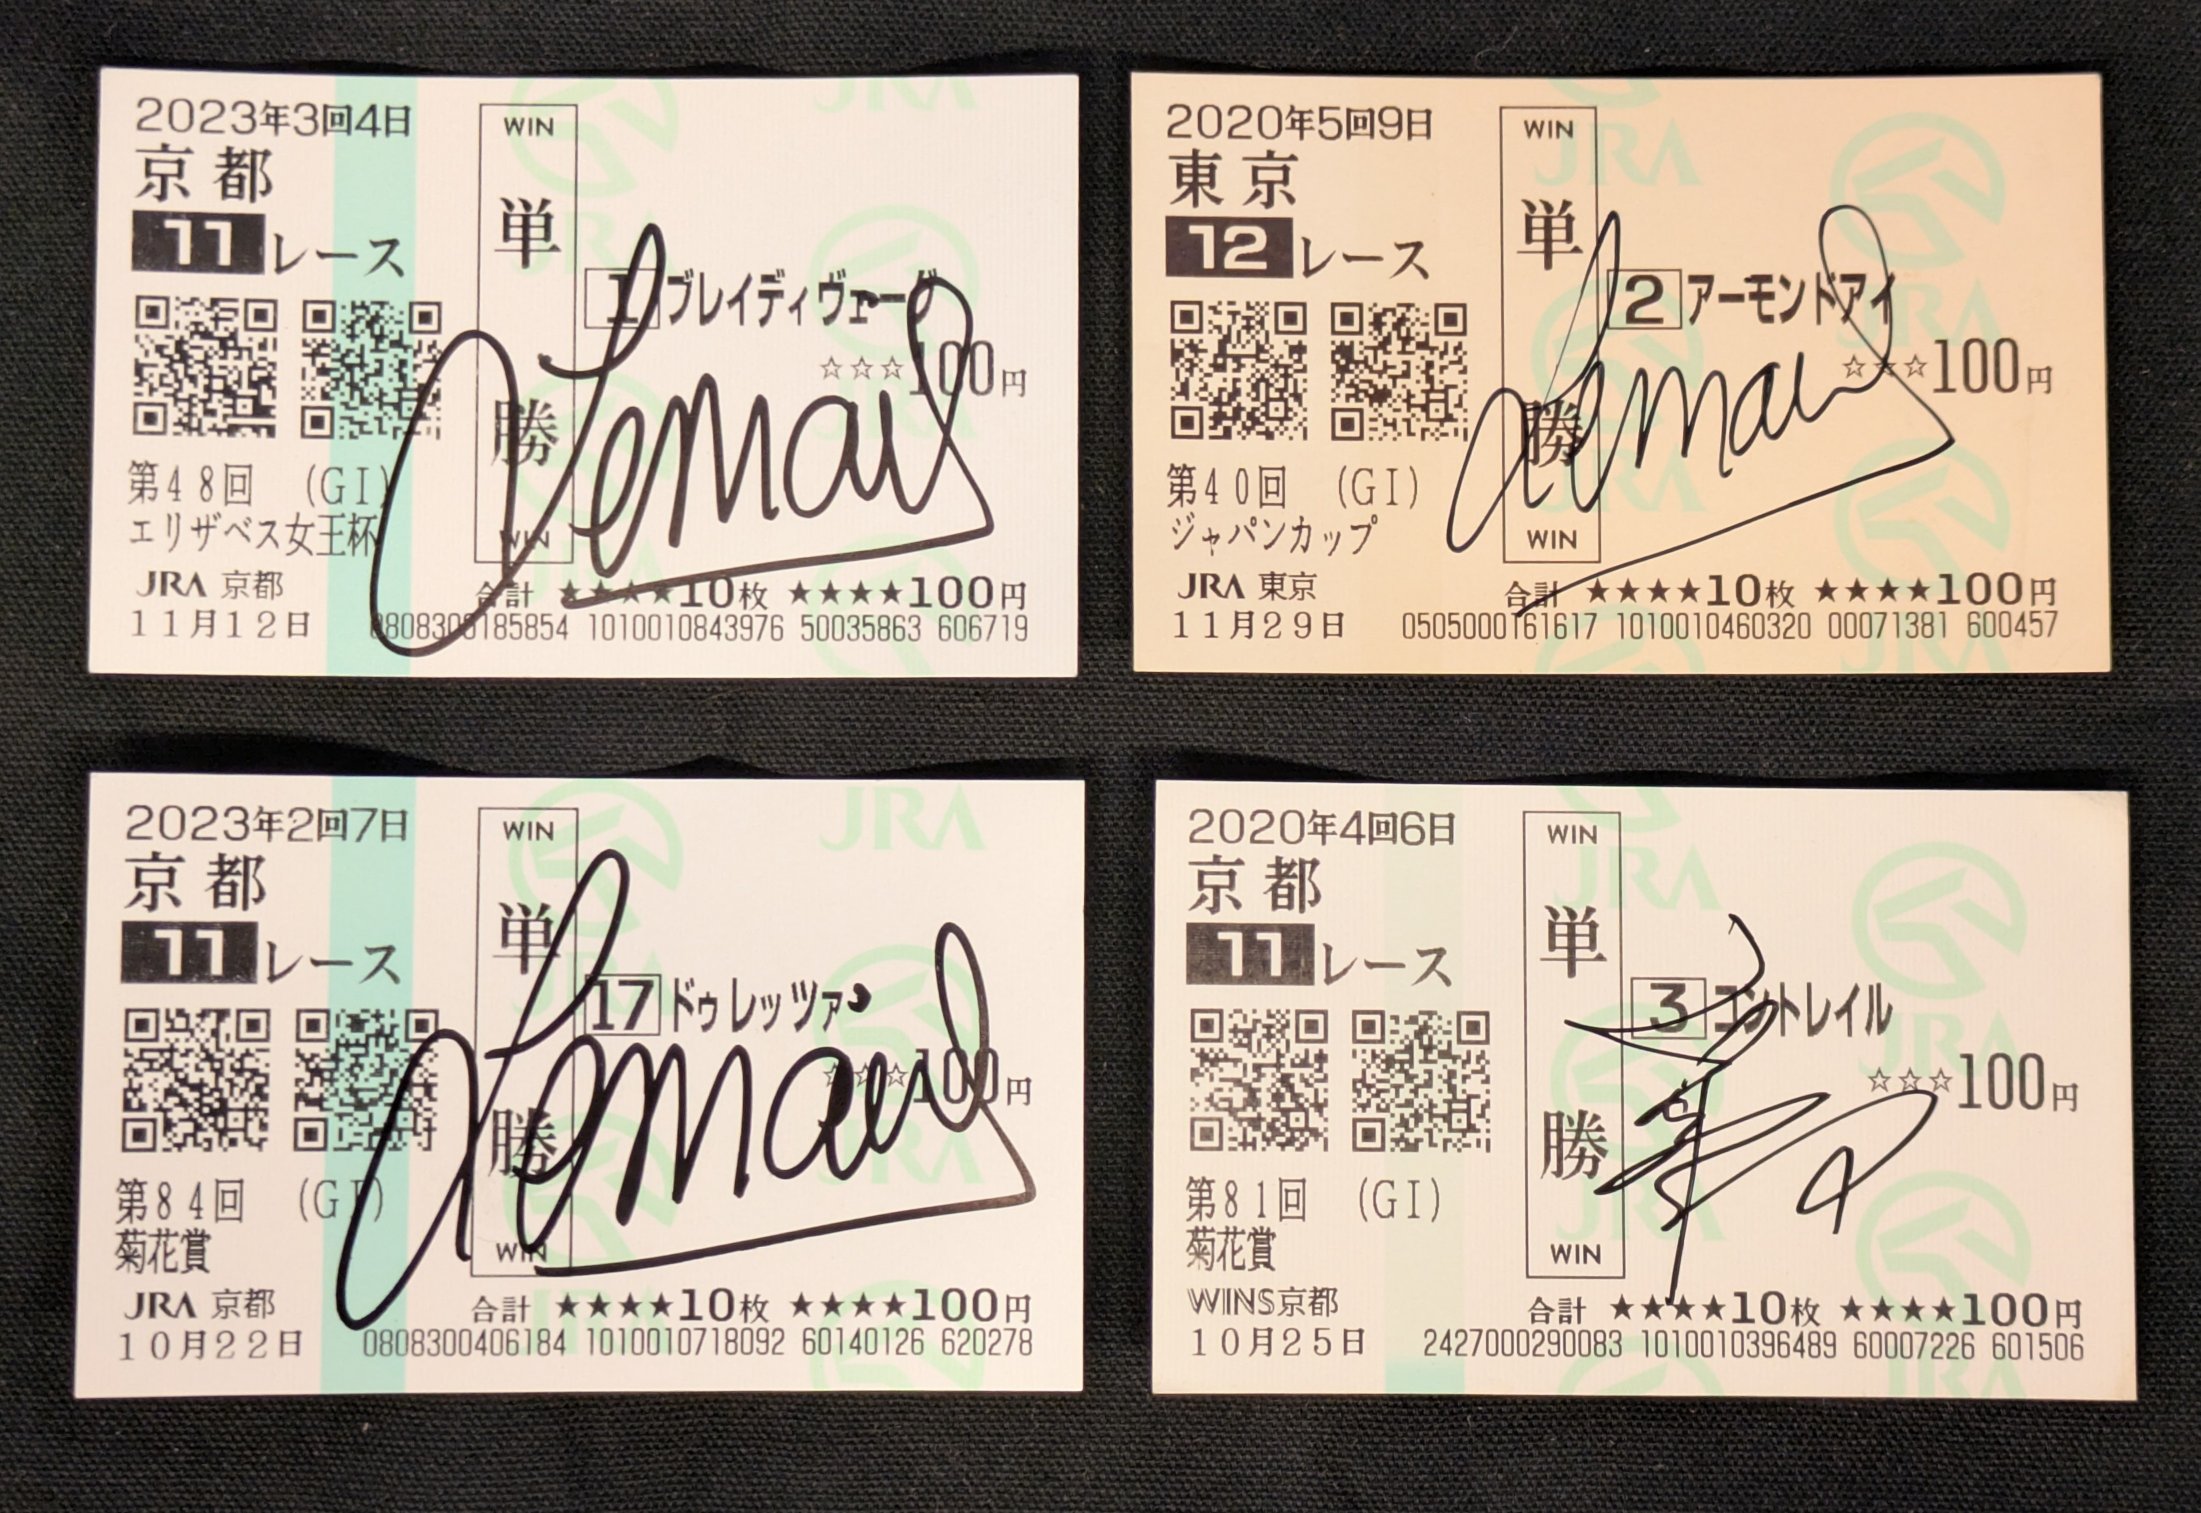 2023年3回4日
京都
11レース
WIN
単勝
WIN
1 ブレイディヴェーグ
☆☆☆100円
第48回 (GI)
エリザベス女王杯
JRA 京都
11月12日
合計 ★★★★10枚 ★★★★100円
0808300185854 1010010843976 50035863 606719
Lemaire
2020年5回9日
東京
12レース
WIN
単勝
WIN
2 アーモンドアイ
☆☆☆100円
第40回 (GI)
ジャパンカップ
JRA 東京
11月29日
合計 ★★★★10枚 ★★★★100円
0505000161617 1010010460320 00071381 600457
Lemaire
2023年2回7日
京都
11レース
WIN
単勝
WIN
17 ドゥレッツァ
☆☆☆100円
第84回 (GI)
菊花賞
JRA 京都
10月22日
合計 ★★★★10枚 ★★★★100円
0808300406184 1010010718092 60140126 620278
Lemaire
2020年4回6日
京都
11レース
WIN
単勝
WIN
3 コントレイル
☆☆☆100円
第81回 (GI)
菊花賞
WINS京都
10月25日
合計 ★★★★10枚 ★★★★100円
2427000290083 1010010396489 60007226 601506